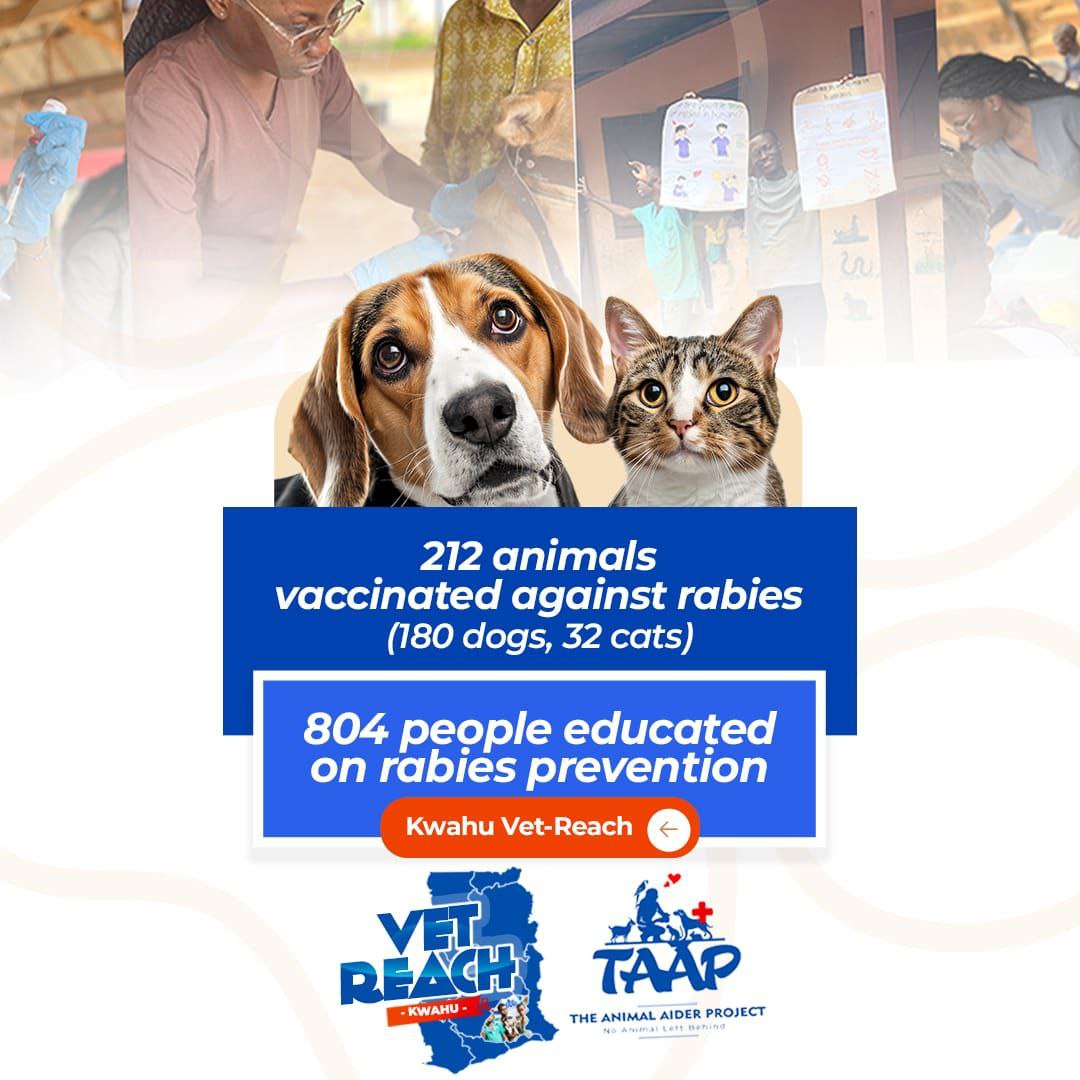 212 animals
vaccinated against rabies
(180 dogs, 32 cats)
804 people educated
on rabies prevention
Kwahu Vet-Reach
VET
REACH
- KWAHU -
TAAP
THE ANIMAL AIDER PROJECT
No Animal Left Behind